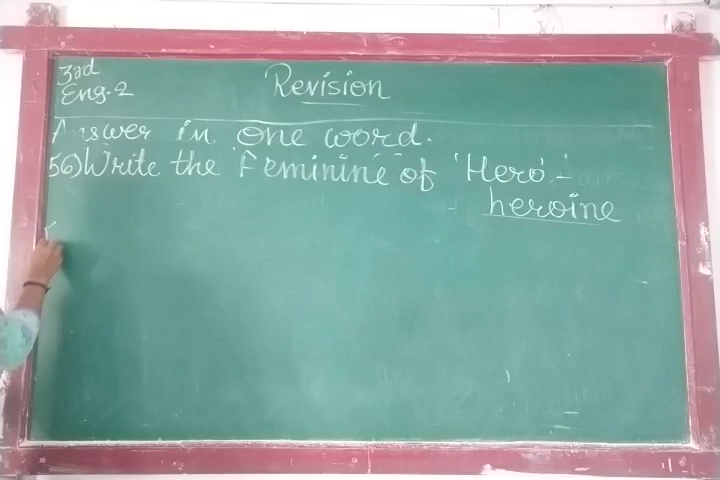 3rd
Eng-2
Revision
Answer in one word.
56) Write the Feminine of 'Hero'.-
- heroine